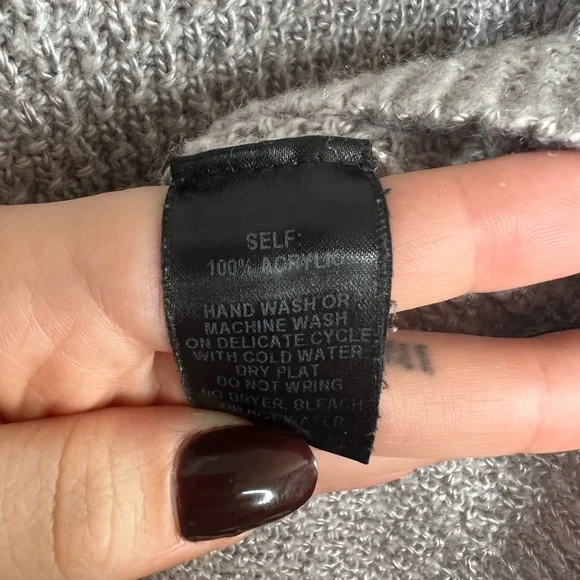 SELF:
100% ACRYLIC
HAND WASH OR
MACHINE WASH
ON DELICATE CYCLE
WITH COLD WATER
DRY PLAT
DO NOT WRING
NO DRYER, BLEACH